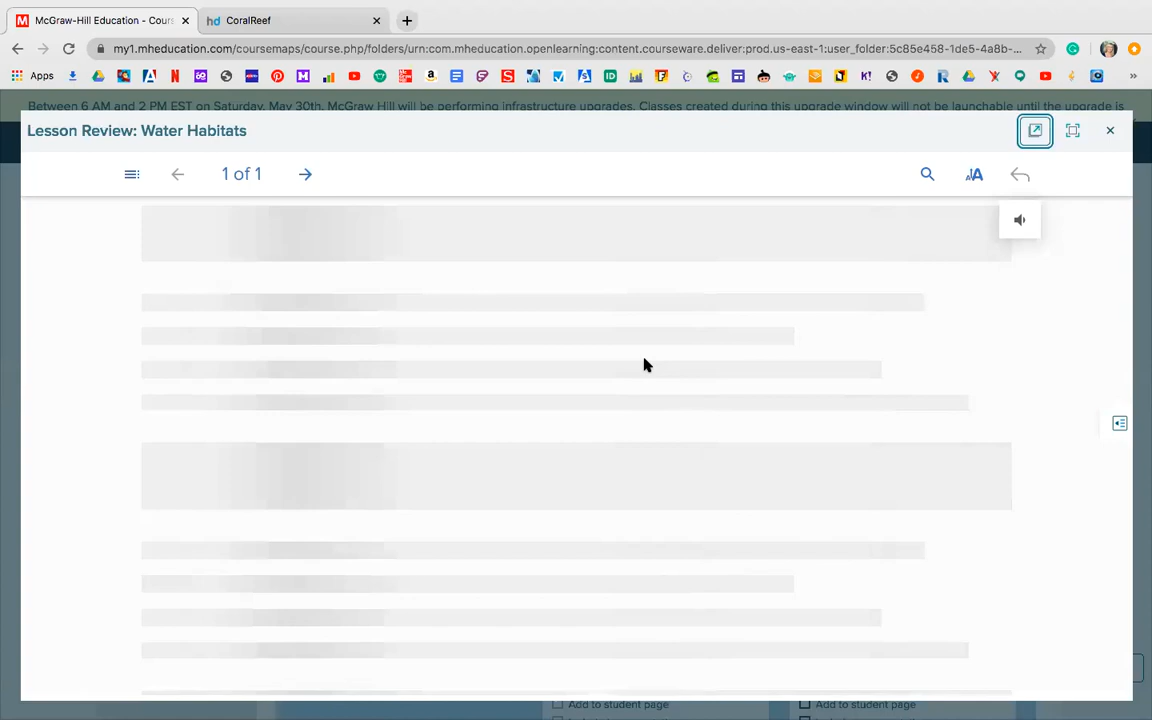 McGraw-Hill Education - Cours
CoralReef
my1.mheducation.com/coursemaps/course.php/folders/urn:com.mheducation.openlearning:content.courseware.deliver:prod.us-east-1:user_folder:5c85e458-1de5-4a8b-...
Apps
Between 6 AM and 2 PM EST on Saturday, May 30th, McGraw Hill will be performing infrastructure upgrades. Classes created during this upgrade window will not be launchable until the upgrade is
Lesson Review: Water Habitats
1 of 1
Add to student page
Add to student page